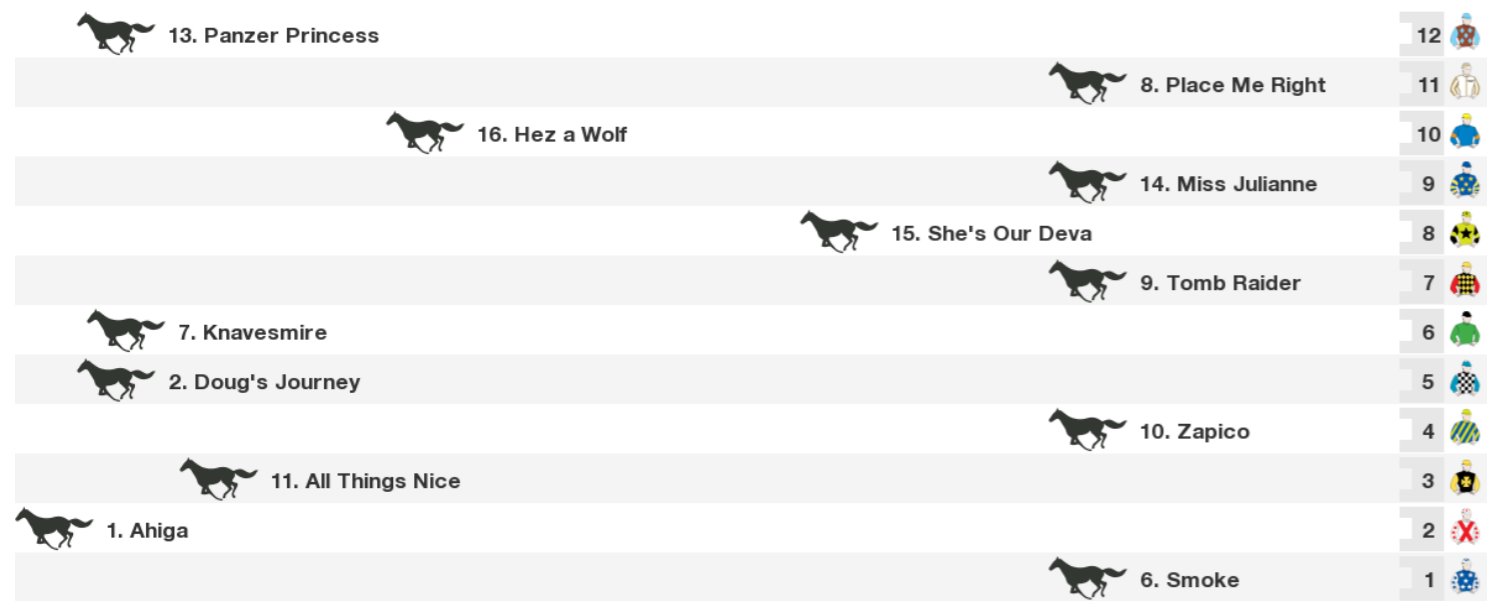 13. Panzer Princess 12
8. Place Me Right 11
16. Hez a Wolf 10
14. Miss Julianne 9
15. She's Our Deva 8
9. Tomb Raider 7
7. Knavesmire 6
2. Doug's Journey 5
10. Zapico 4
11. All Things Nice 3
1. Ahiga 2
6. Smoke 1